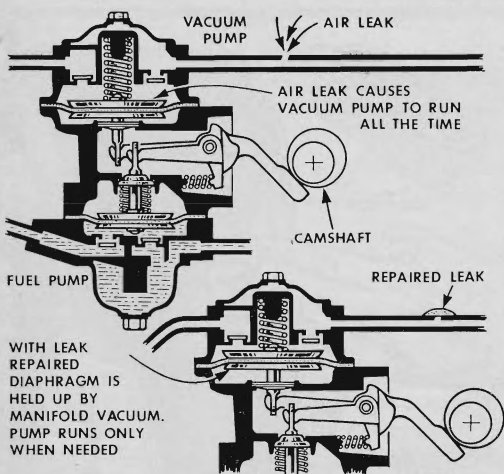 VACUUM
PUMP
AIR LEAK
AIR LEAK CAUSES
VACUUM PUMP TO RUN
ALL THE TIME
CAMSHAFT
FUEL PUMP
REPAIRED LEAK
WITH LEAK
REPAIRED
DIAPHRAGM IS
HELD UP BY
MANIFOLD VACUUM.
PUMP RUNS ONLY
WHEN NEEDED